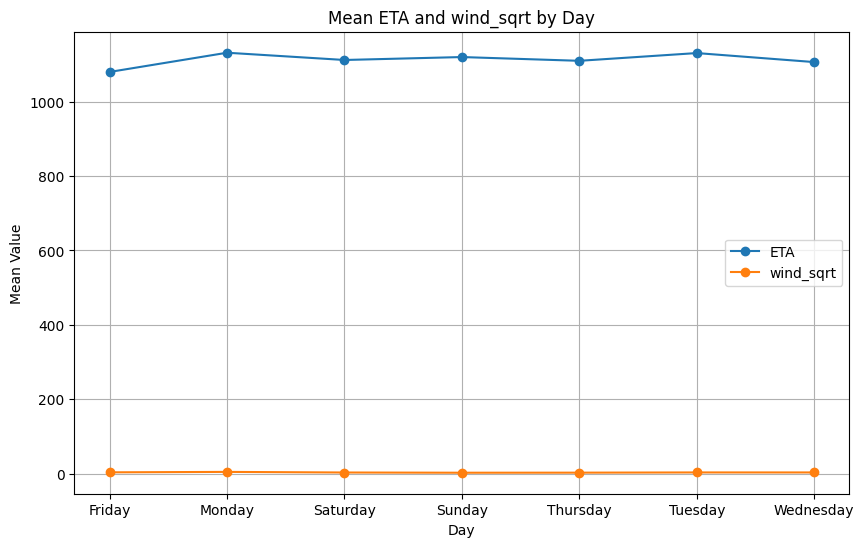 Mean ETA and wind_sqrt by Day
Mean Value
1000
800
600
400
200
0
ETA
wind_sqrt
Friday Monday Saturday Sunday Thursday Tuesday Wednesday
Day